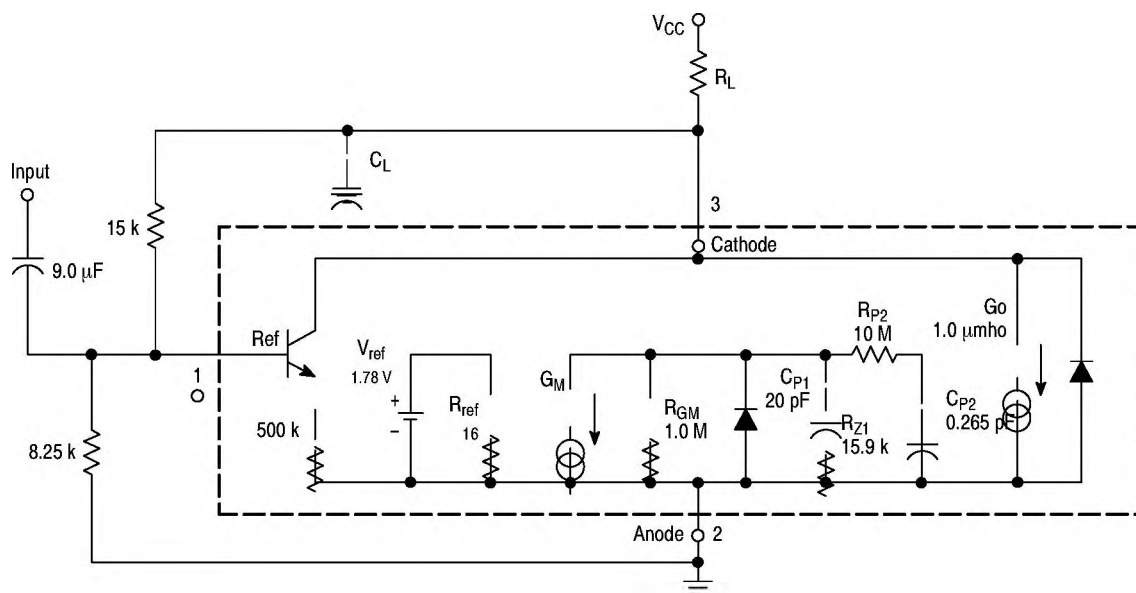 V_CC
R_L
Input
C_L
15 k
3
Cathode
9.0 μF
Go
1.0 μmho
R_P2
10 M
Ref
V_ref
1.78 V
1
G_M
C_P1
20 pF
+
–
R_ref
16
R_GM
1.0 M
C_P2
0.265 pF
500 k
R_Z1
15.9 k
8.25 k
Anode
2